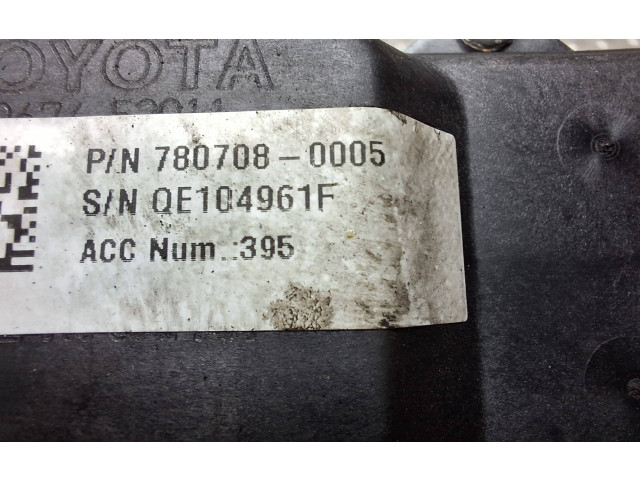 TOYOTA
P/N 780708-0005
S/N QE104961F
ACC Num.:395